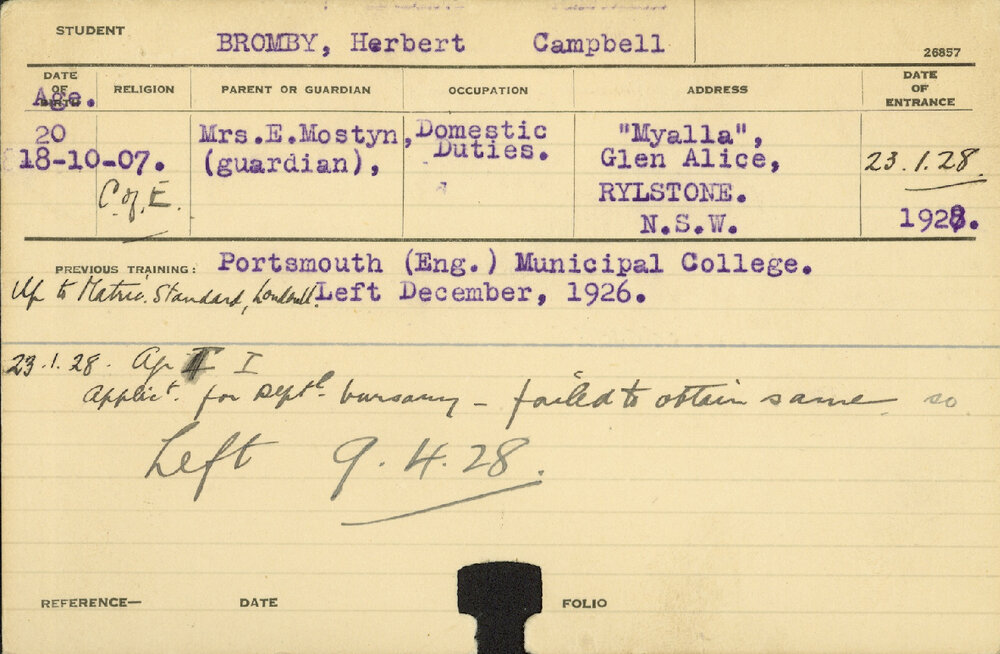 STUDENT
BROMBY, Herbert Campbell
26857
DATE OF BIRTH RELIGION PARENT OR GUARDIAN OCCUPATION ADDRESS DATE OF ENTRANCE
Age.
20 Mrs.E.Mostyn, Domestic "Myalla",
18-10-07. (guardian), Duties. Glen Alice, 23.1.28.
C. of. E. RYLSTONE.
N.S.W. 1928.
PREVIOUS TRAINING: Portsmouth (Eng.) Municipal College.
Up to Matric. Standard, Left December, 1926.
23.1.28. Ag I
Applict. for Deptl. bursary - failed to obtain same so
Left 9.4.28.
REFERENCE— DATE FOLIO